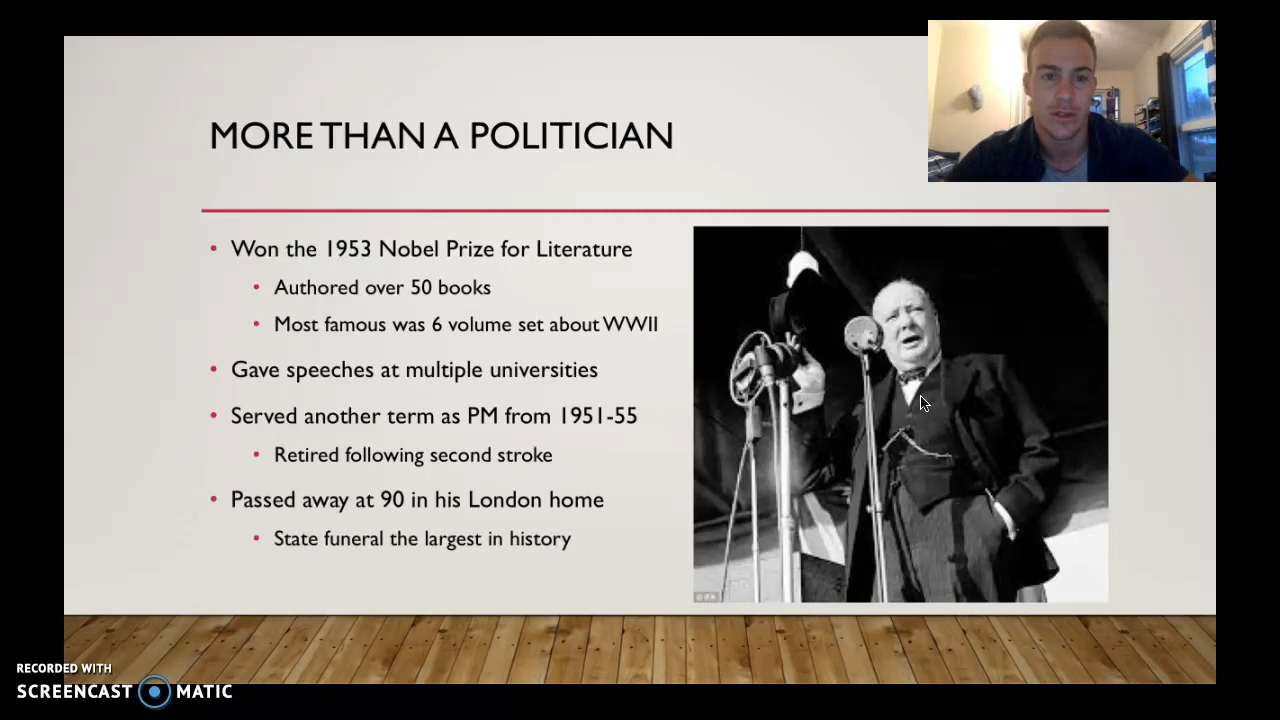 MORE THAN A POLITICIAN
• Won the 1953 Nobel Prize for Literature
• Authored over 50 books
• Most famous was 6 volume set about WWII
• Gave speeches at multiple universities
• Served another term as PM from 1951-55
• Retired following second stroke
• Passed away at 90 in his London home
• State funeral the largest in history
RECORDED WITH
SCREENCAST MATIC